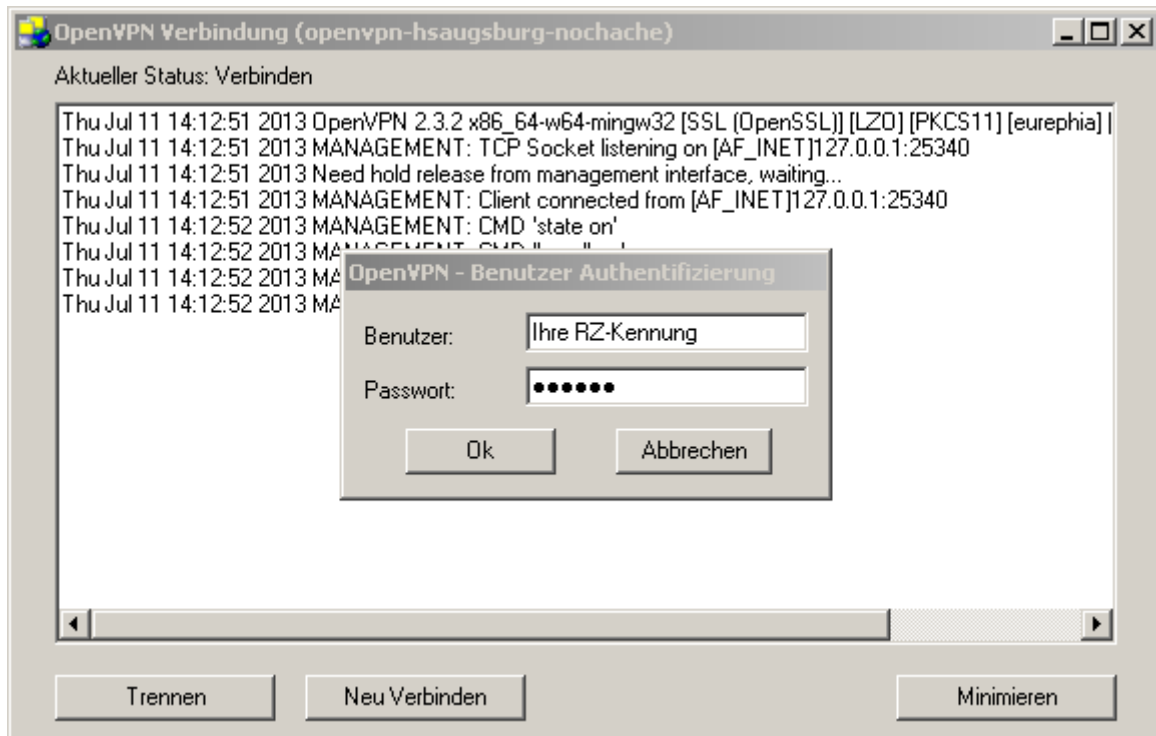 OpenVPN Verbindung (openvpn-hsaugsburg-nochache)
Aktueller Status: Verbinden
Thu Jul 11 14:12:51 2013 OpenVPN 2.3.2 x86_64-w64-mingw32 [SSL (OpenSSL)] [LZO] [PKCS11] [eurephia] [
Thu Jul 11 14:12:51 2013 MANAGEMENT: TCP Socket listening on [AF_INET]127.0.0.1:25340
Thu Jul 11 14:12:51 2013 Need hold release from management interface, waiting...
Thu Jul 11 14:12:51 2013 MANAGEMENT: Client connected from [AF_INET]127.0.0.1:25340
Thu Jul 11 14:12:52 2013 MANAGEMENT: CMD 'state on'
Thu Jul 11 14:12:52 2013 MANAGEMENT: CMD
Thu Jul 11 14:12:52 2013 MA
Thu Jul 11 14:12:52 2013 MA
OpenVPN - Benutzer Authentifizierung
Benutzer: Ihre RZ-Kennung
Passwort: ●●●●●●
Ok Abbrechen
Trennen Neu Verbinden Minimieren